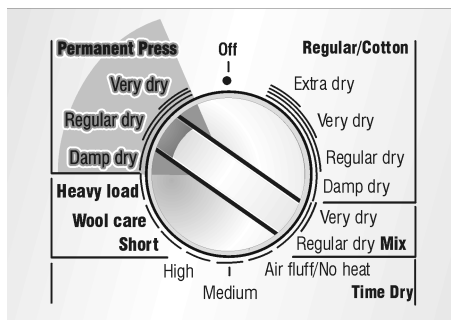 Permanent Press
Off
Regular/Cotton
Very dry
Extra dry
Regular dry
Very dry
Damp dry
Regular dry
Heavy load
Damp dry
Wool care
Very dry
Short
Regular dry Mix
High
Air fluff/No heat
Medium
Time Dry